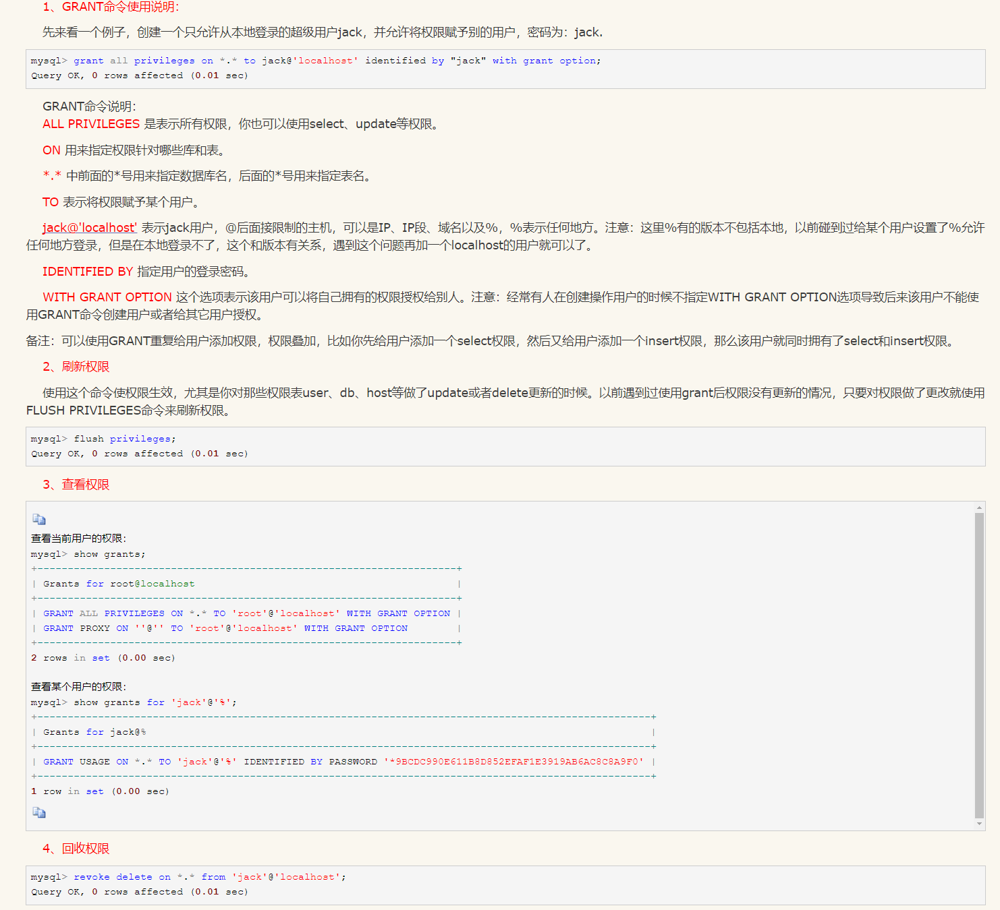 1、GRANT命令使用说明：
先来看一个例子，创建一个只允许从本地登录的超级用户jack，并允许将权限赋予别的用户，密码为：jack.
mysql> grant all privileges on *.* to jack@'localhost' identified by "jack" with grant option;
Query OK, 0 rows affected (0.01 sec)
GRANT命令说明：
ALL PRIVILEGES 是表示所有权限，你也可以使用select、update等权限。
ON 用来指定权限针对哪些库和表。
*.* 中前面的*号用来指定数据库名，后面的*号用来指定表名。
TO 表示将权限赋予某个用户。
jack@'localhost' 表示jack用户，@后面接限制的主机，可以是IP、IP段、域名以及%，%表示任何地方。注意：这里%有的版本不包括本地，以前碰到过给某个用户设置了%允许
任何地方登录，但是在本地登录不了，这个和版本有关系，遇到这个问题再加一个localhost的用户就可以了。
IDENTIFIED BY 指定用户的登录密码。
WITH GRANT OPTION 这个选项表示该用户可以将自己拥有的权限授权给别人。注意：经常有人在创建操作用户的时候不指定WITH GRANT OPTION选项导致后来该用户不能使
用GRANT命令创建用户或者给其它用户授权。
备注：可以使用GRANT重复给用户添加权限，权限叠加，比如你先给用户添加一个select权限，然后又给用户添加一个insert权限，那么该用户就同时拥有了select和insert权限。
2、刷新权限
使用这个命令使权限生效，尤其是你对那些权限表user、db、host等做了update或者delete更新的时候。以前遇到过使用grant后权限没有更新的情况，只要对权限做了更改就使用
FLUSH PRIVILEGES命令来刷新权限。
mysql> flush privileges;
Query OK, 0 rows affected (0.01 sec)
3、查看权限
查看当前用户的权限：
mysql> show grants;
+---------------------------------------------------------------------+
| Grants for root@localhost                                           |
+---------------------------------------------------------------------+
| GRANT ALL PRIVILEGES ON *.* TO 'root'@'localhost' WITH GRANT OPTION |
| GRANT PROXY ON ''@'' TO 'root'@'localhost' WITH GRANT OPTION        |
+---------------------------------------------------------------------+
2 rows in set (0.00 sec)
查看某个用户的权限：
mysql> show grants for 'jack'@'%';
+-----------------------------------------------------------------------------------------------------+
| Grants for jack@%                                                                                   |
+-----------------------------------------------------------------------------------------------------+
| GRANT USAGE ON *.* TO 'jack'@'%' IDENTIFIED BY PASSWORD '*9BCDC990E611B8D852EFAF1E3919AB6AC8C8A9F0' |
+-----------------------------------------------------------------------------------------------------+
1 row in set (0.00 sec)
4、回收权限
mysql> revoke delete on *.* from 'jack'@'localhost';
Query OK, 0 rows affected (0.01 sec)